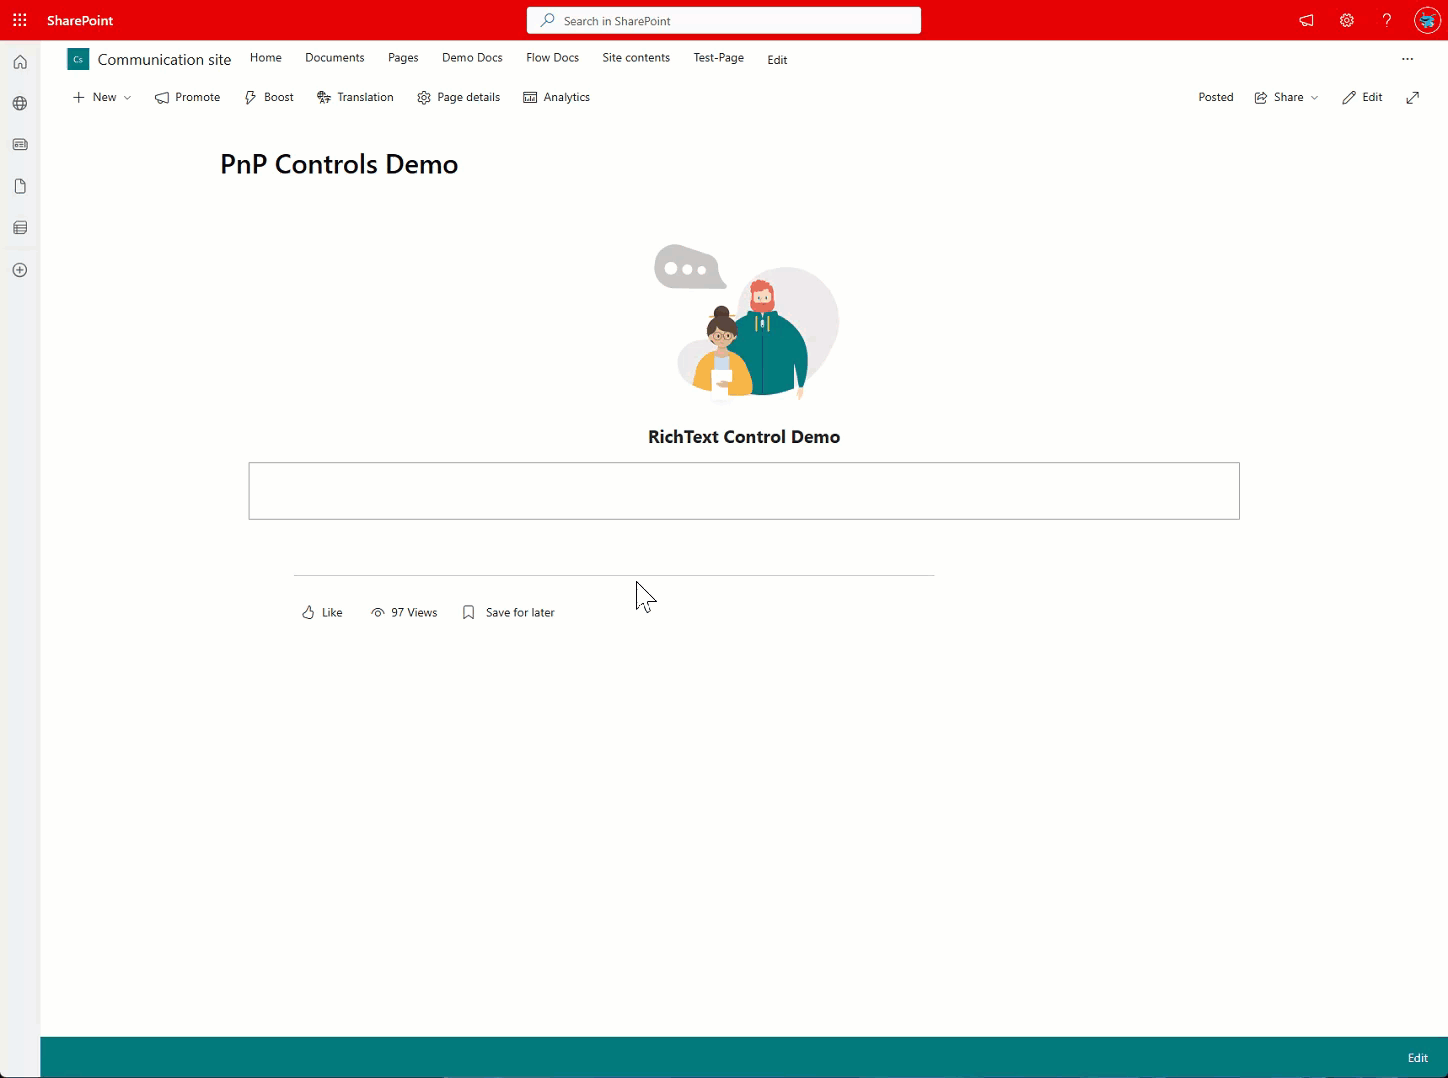 SharePoint
Search in SharePoint
?
Cs
Communication site
Home
Documents
Pages
Demo Docs
Flow Docs
Site contents
Test-Page
Edit
...
New
Promote
Boost
Translation
Page details
Analytics
Posted
Share
Edit
PnP Controls Demo
RichText Control Demo
Like
97 Views
Save for later
Edit